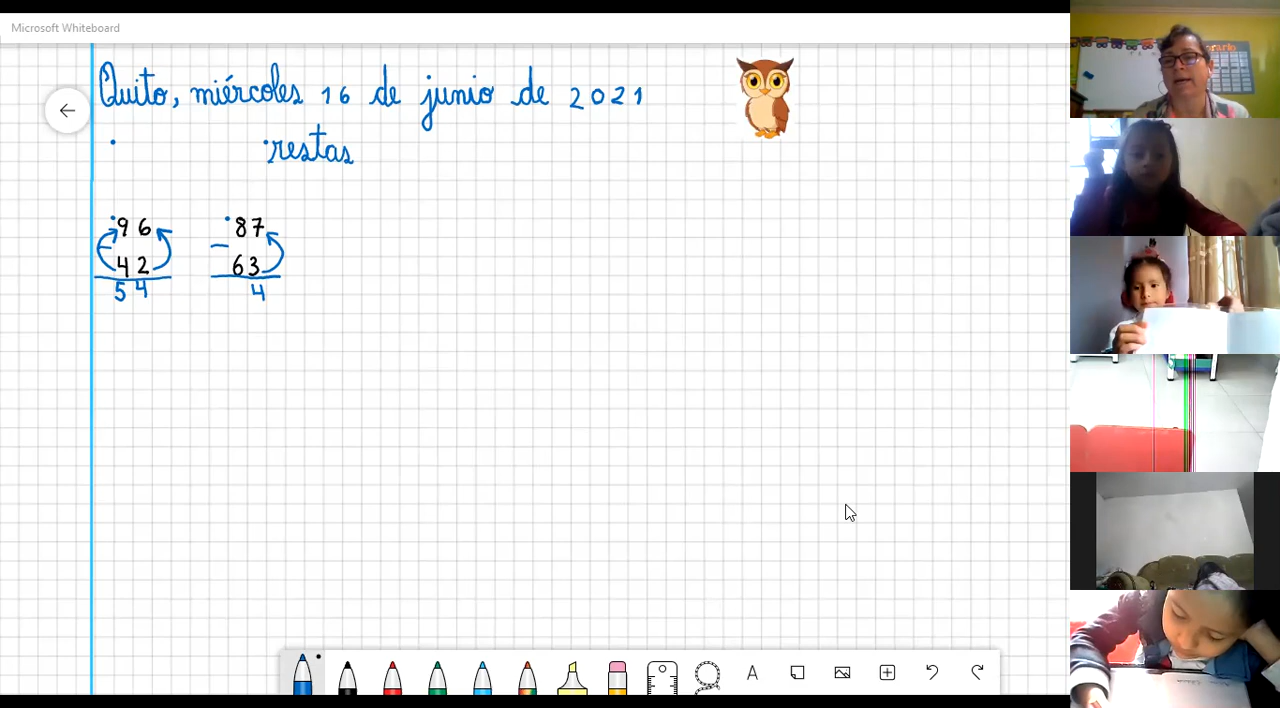 Microsoft Whiteboard
Quito, miércoles 16 de junio de 2021
restas
96 87
- 42 - 63
54 4
A